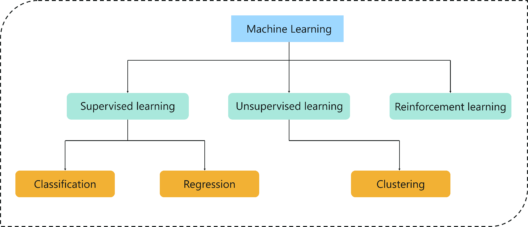 Machine Learning
Supervised learning
Unsupervised learning
Reinforcement learning
Classification
Regression
Clustering